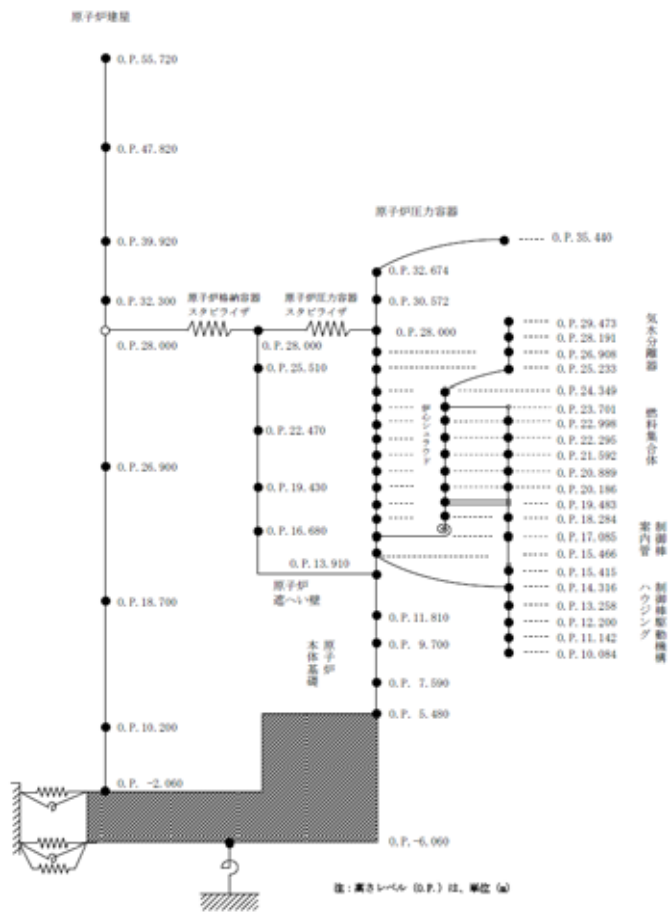 原子炉建屋
O.P.55.720
O.P.47.820
O.P.39.920
O.P.32.300
O.P.28.000
O.P.26.900
O.P.18.700
O.P.10.200
O.P. -2.060
原子炉格納容器
スタビライザ
原子炉圧力容器
スタビライザ
O.P.28.000
O.P.25.510
O.P.22.470
O.P.19.430
O.P.16.680
O.P.13.910
原子炉
遮へい壁
原子炉圧力容器
O.P.35.440
O.P.32.674
O.P.30.572
O.P.28.000
炉心シュラウド
O.P.11.810
O.P. 9.700
O.P. 7.590
O.P. 5.480
原子炉
本体基礎
O.P.-6.060
O.P.29.473
O.P.28.191
O.P.26.908
O.P.25.233
O.P.24.349
O.P.23.701
O.P.22.998
O.P.22.295
O.P.21.592
O.P.20.889
O.P.20.186
O.P.19.483
O.P.18.284
O.P.17.085
O.P.15.466
O.P.15.415
O.P.14.316
O.P.13.258
O.P.12.200
O.P.11.142
O.P.10.084
気水分離器
燃料集合体
制御棒
案内管
制御棒駆動機構
ハウジング
注：高さレベル (O.P.) は、単位 (m)